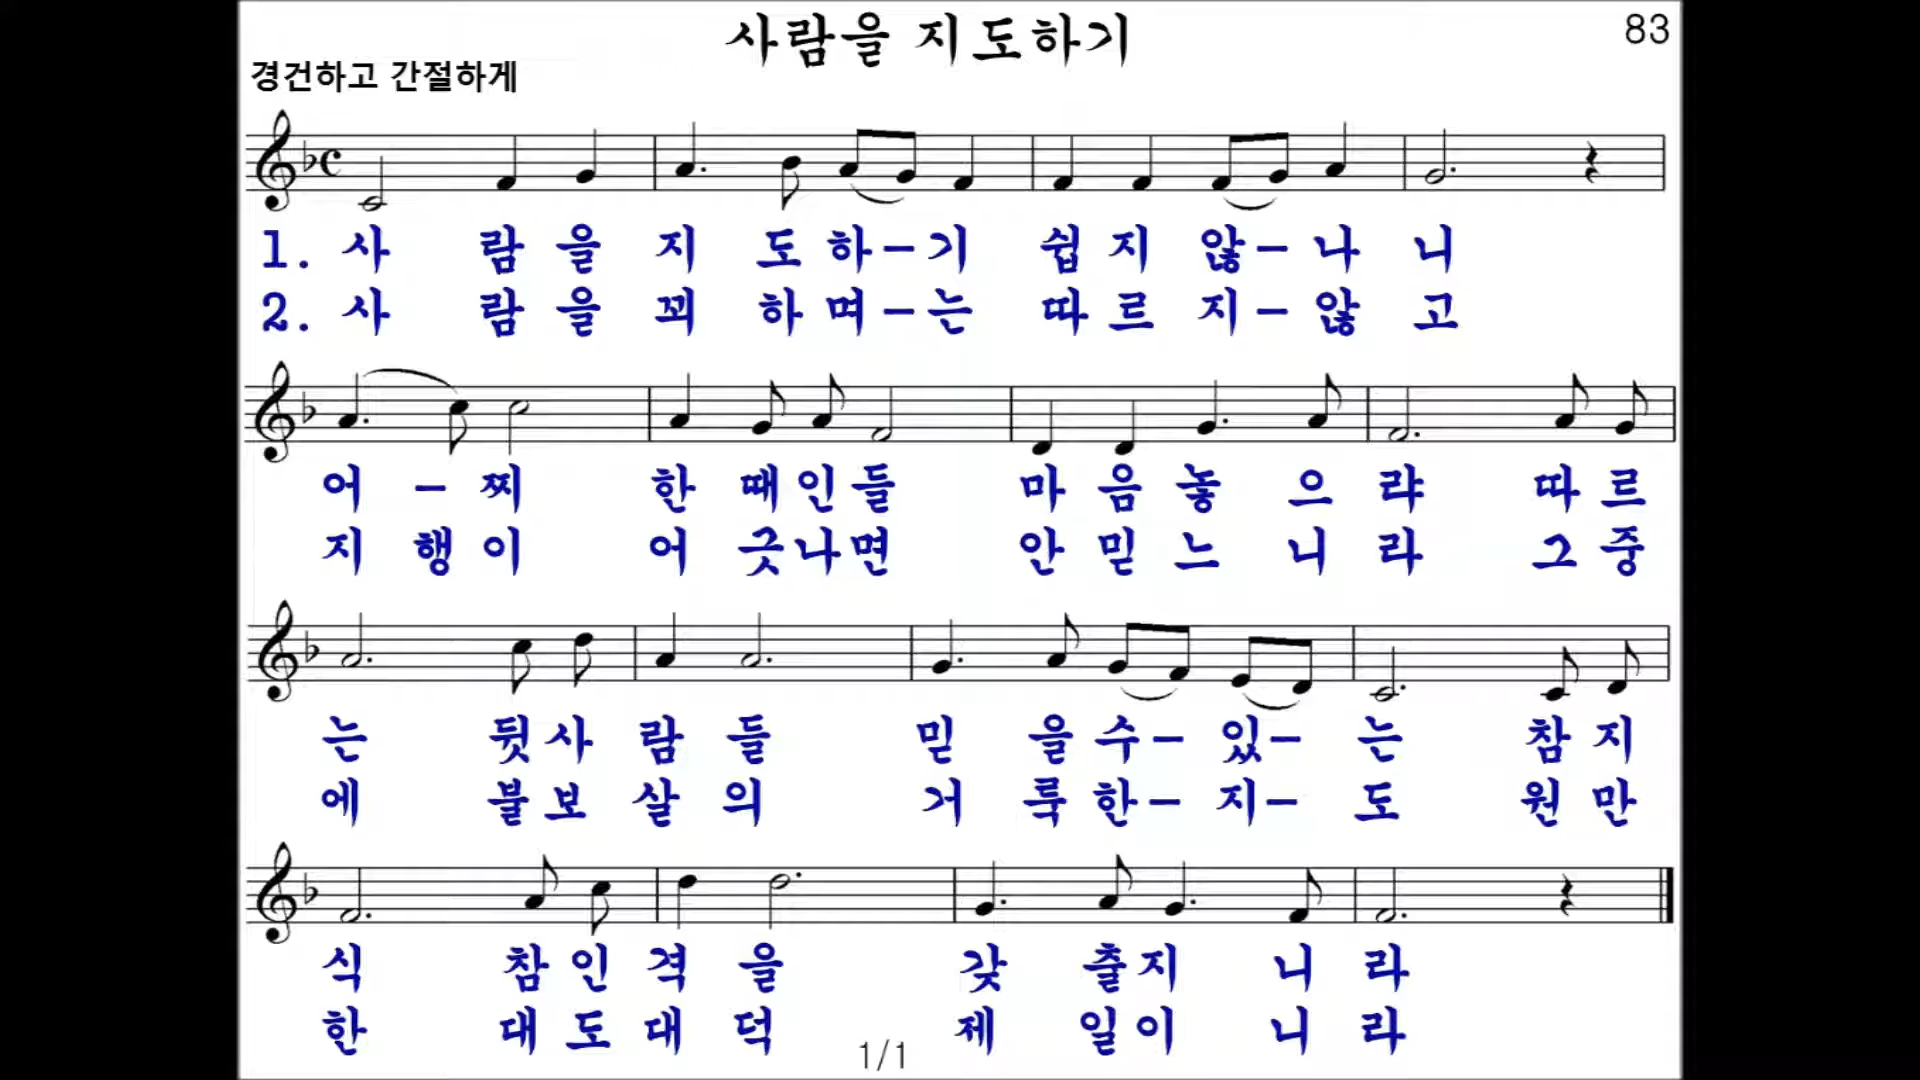 사람을 지도하기
83
경건하고 간절하게
1. 사 람 을 지 도 하-기 쉽 지 않-나 니
2. 사 람 을 꾀 하 며-는 따 르 지-않 고
어 - 찌 한 때 인 들 마 음 놓 으 랴 따 르
지 행 이 어 긋 나 면 안 믿 느 니 라 그 중
는 뒷 사 람 들 믿 을 수- 있- 는 참 지
에 불 보 살 의 거 룩 한- 지- 도 원 만
식 참 인 격 을 갖 출 지 니 라
한 대 도 대 덕 제 일 이 니 라
1/1